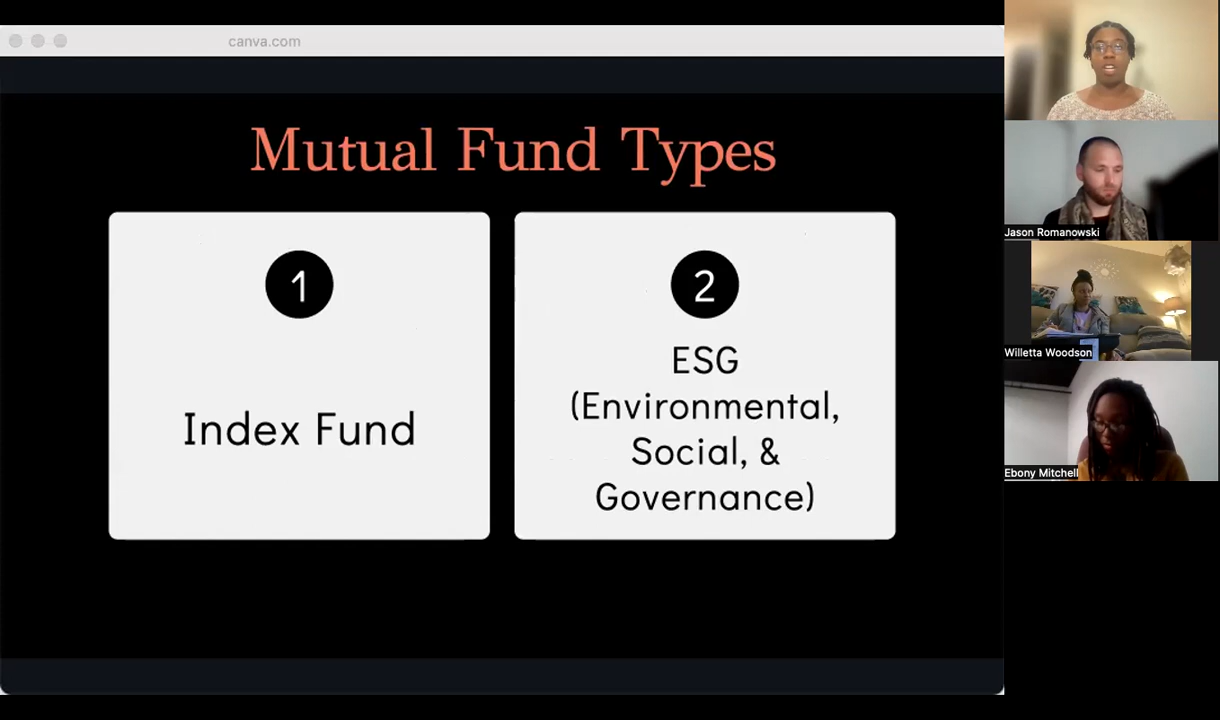 canva.com
Mutual Fund Types
1
Index Fund
2
ESG
(Environmental,
Social, &
Governance)
Jason Romanowski
Willetta Woodson
Ebony Mitchell